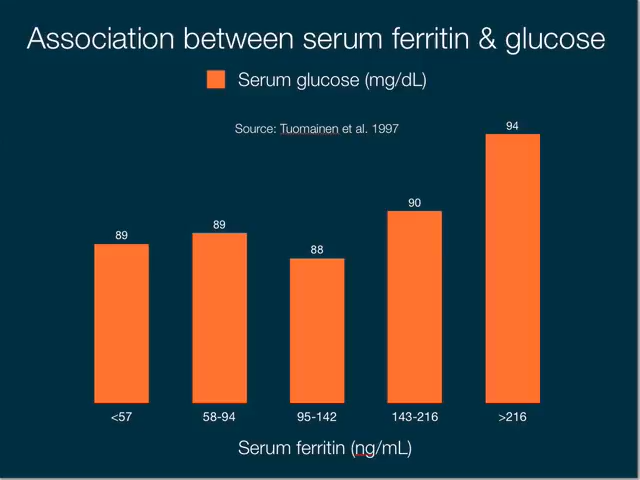 Association between serum ferritin & glucose
Serum glucose (mg/dL)
Source: Tuomainen et al. 1997
94
90
89
89
88
<57
58-94
95-142
143-216
>216
Serum ferritin (ng/mL)